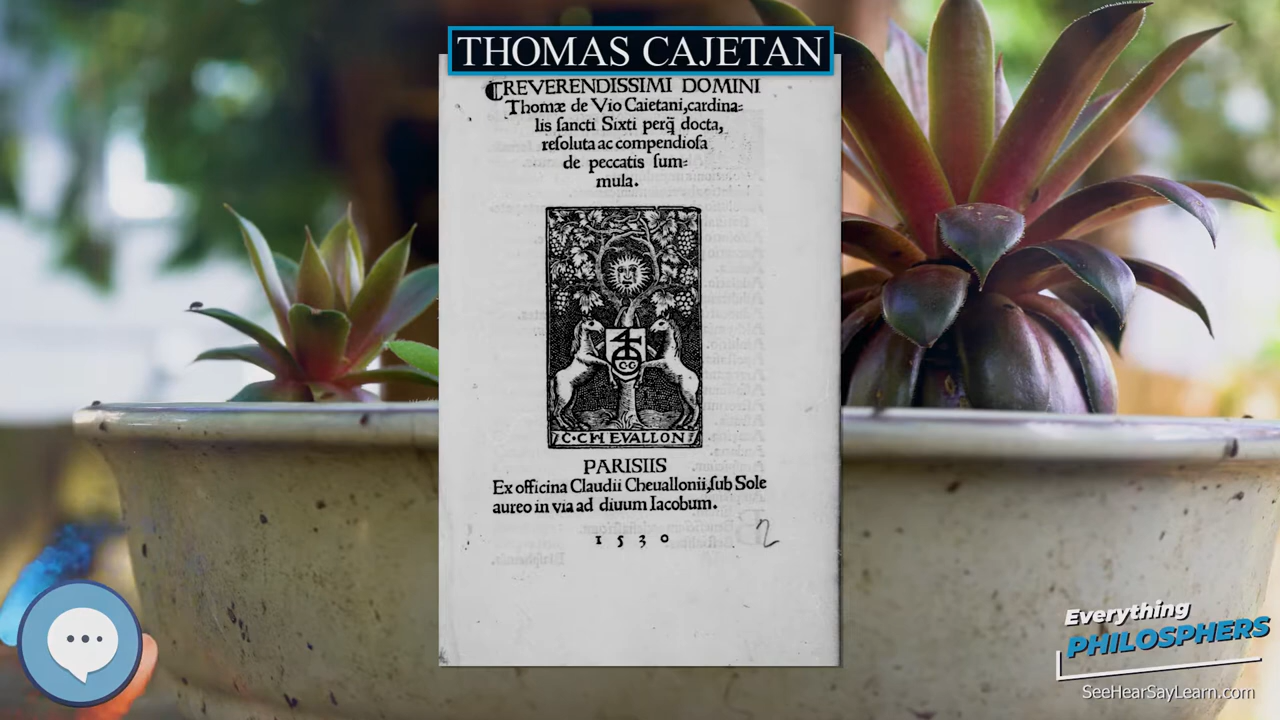 THOMAS CAJETAN
REVERENDISSIMI DOMINI
Thomæ de Vio Caietani, cardina=
lis sancti Sixti perq̃ docta,
resoluta ac compendiosa
de peccatis sum=
mula.
C·CHEVALLON
PARISIIS
Ex officina Claudii Cheuallonii, sub Sole
aureo in via ad diuum Iacobum.
1530
2
Everything
PHILOSPHERS
SeeHearSayLearn.com